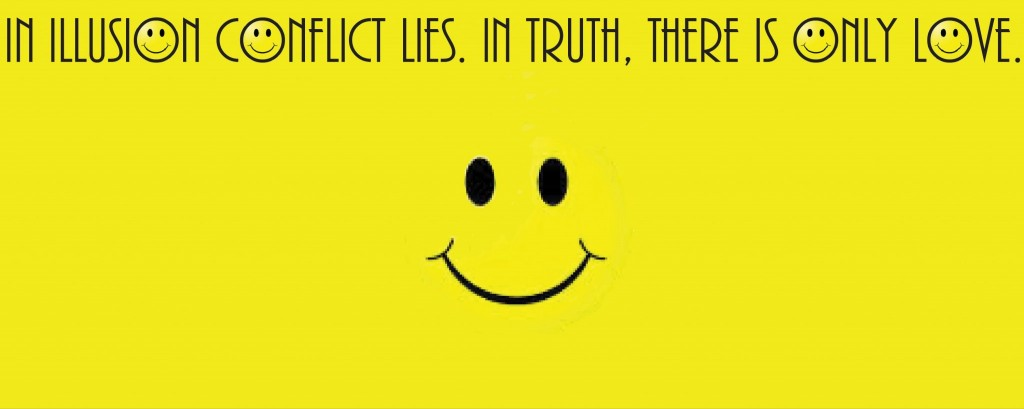 IN ILLUSION CONFLICT LIES. IN TRUTH, THERE IS ONLY LOVE.